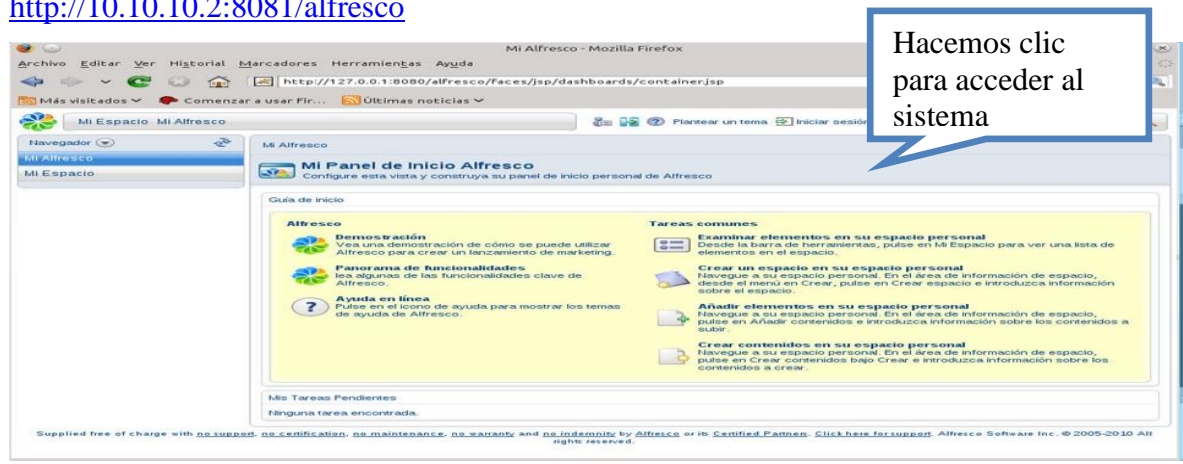 http://10.10.10.2:8081/alfresco
Hacemos clic
para acceder al
sistema
Mi Alfresco - Mozilla Firefox
Archivo Editar Ver Historial Marcadores Herramientas Ayuda
http://127.0.0.1:8080/alfresco/faces/jsp/dashboards/container.jsp
Más visitados Comenzar a usar Fir... Últimas noticias
Mi Espacio Mi Alfresco
Plantear un tema Iniciar sesión
Navegador
Mi Alfresco
Mi Espacio
Mi Alfresco
Mi Panel de Inicio Alfresco
Configure esta vista y construya su panel de inicio personal de Alfresco
Guía de inicio
Alfresco
Demostración
Vea una demostración de cómo se puede utilizar
Alfresco para crear un lanzamiento de marketing.
Panorama de funcionalidades
lea algunas de las funcionalidades clave de
Alfresco.
Ayuda en línea
Pulse en el icono de ayuda para mostrar los temas
de ayuda de Alfresco.
Tareas comunes
Examinar elementos en su espacio personal
Desde la barra de herramientas, pulse en Mi Espacio para ver una lista de
elementos en el espacio.
Crear un espacio en su espacio personal
Navegue a su espacio personal. En el área de información de espacio,
desde el menú en Crear, pulse en Crear espacio e introduzca información
sobre el espacio.
Añadir elementos en su espacio personal
Navegue a su espacio personal. En el área de información de espacio,
pulse en Añadir contenidos e introduzca información sobre los contenidos a
subir.
Crear contenidos en su espacio personal
Navegue a su espacio personal. En el área de información de espacio,
pulse en Crear contenidos bajo Crear e introduzca información sobre los
contenidos a crear.
Mis Tareas Pendientes
Ninguna tarea encontrada.
Supplied free of charge with no support, no certification, no maintenance, no warranty and no indemnity by Alfresco or its Certified Partners. Click here for support. Alfresco Software Inc. © 2005-2010 All
rights reserved.